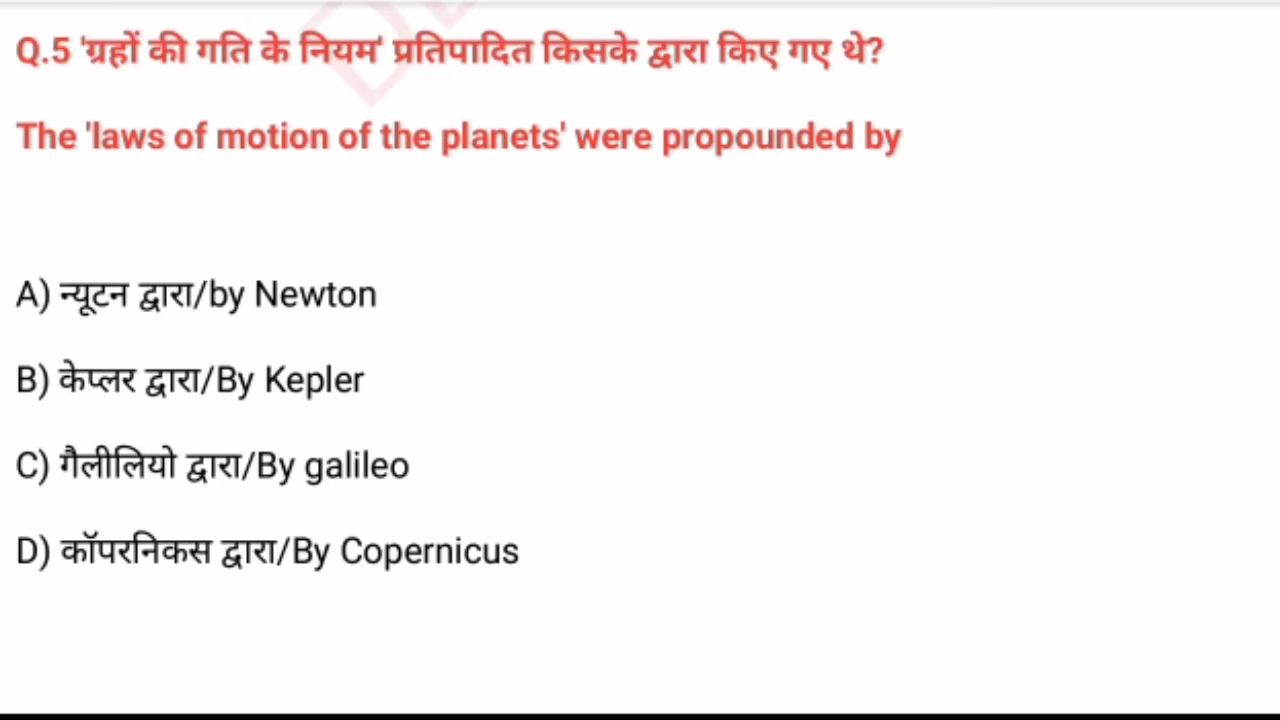 Q.5 'ग्रहों की गति के नियम' प्रतिपादित किसके द्वारा किए गए थे?
The 'laws of motion of the planets' were propounded by
A) न्यूटन द्वारा/by Newton
B) केप्लर द्वारा/By Kepler
C) गैलीलियो द्वारा/By galileo
D) कॉपरनिकस द्वारा/By Copernicus